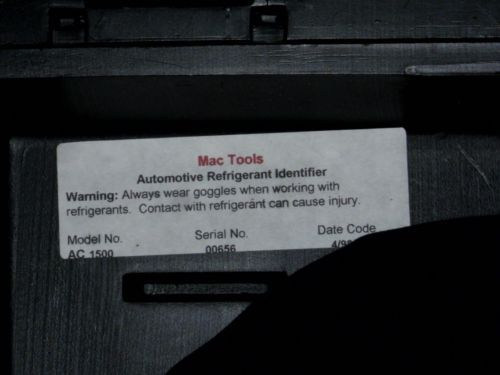 Mac Tools
Automotive Refrigerant Identifier
Warning: Always wear goggles when working with
refrigerants. Contact with refrigerant can cause injury.
Model No. Serial No. Date Code
AC 1500 00656